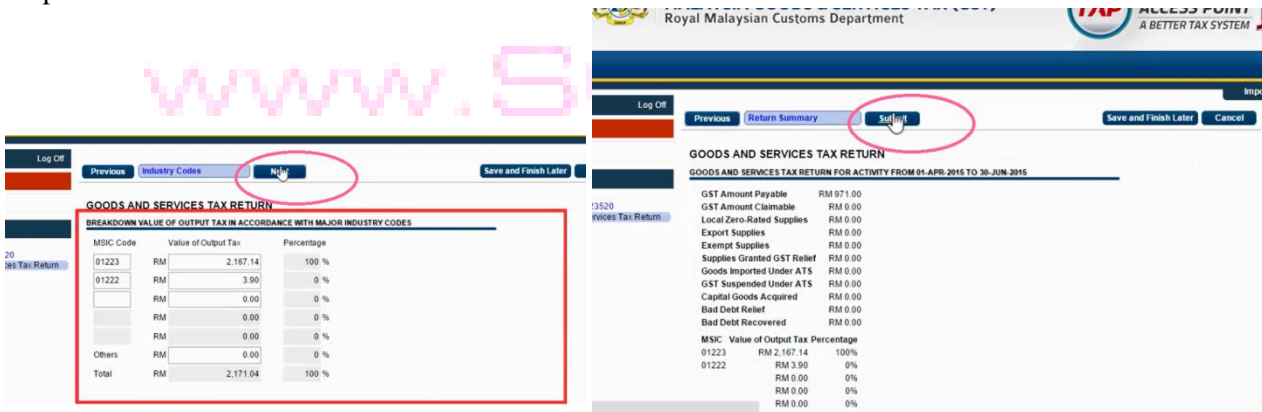 www.S
Log Off
Previous Industry Codes Next Save and Finish Later
GOODS AND SERVICES TAX RETURN
BREAKDOWN VALUE OF OUTPUT TAX IN ACCORDANCE WITH MAJOR INDUSTRY CODES
MSIC Code Value of Output Tax Percentage
20
ces Tax Return
01223 RM 2,167.14 100 %
01222 RM 3.90 0 %
RM 0.00 0 %
RM 0.00 0 %
RM 0.00 0 %
Others RM 0.00 0 %
Total RM 2,171.04 100 %
Royal Malaysian Customs Department
TAP
ACCESS POINT
A BETTER TAX SYSTEM
Impo
Log Off
Previous Return Summary Submit Save and Finish Later Cancel
GOODS AND SERVICES TAX RETURN
GOODS AND SERVICES TAX RETURN FOR ACTIVITY FROM 01-APR-2015 TO 30-JUN-2015
23520
ervices Tax Return
GST Amount Payable RM 971.00
GST Amount Claimable RM 0.00
Local Zero-Rated Supplies RM 0.00
Export Supplies RM 0.00
Exempt Supplies RM 0.00
Supplies Granted GST Relief RM 0.00
Goods Imported Under ATS RM 0.00
GST Suspended Under ATS RM 0.00
Capital Goods Acquired RM 0.00
Bad Debt Relief RM 0.00
Bad Debt Recovered RM 0.00
MSIC Value of Output Tax Percentage
01223 RM 2,167.14 100%
01222 RM 3.90 0%
RM 0.00 0%
RM 0.00 0%
RM 0.00 0%